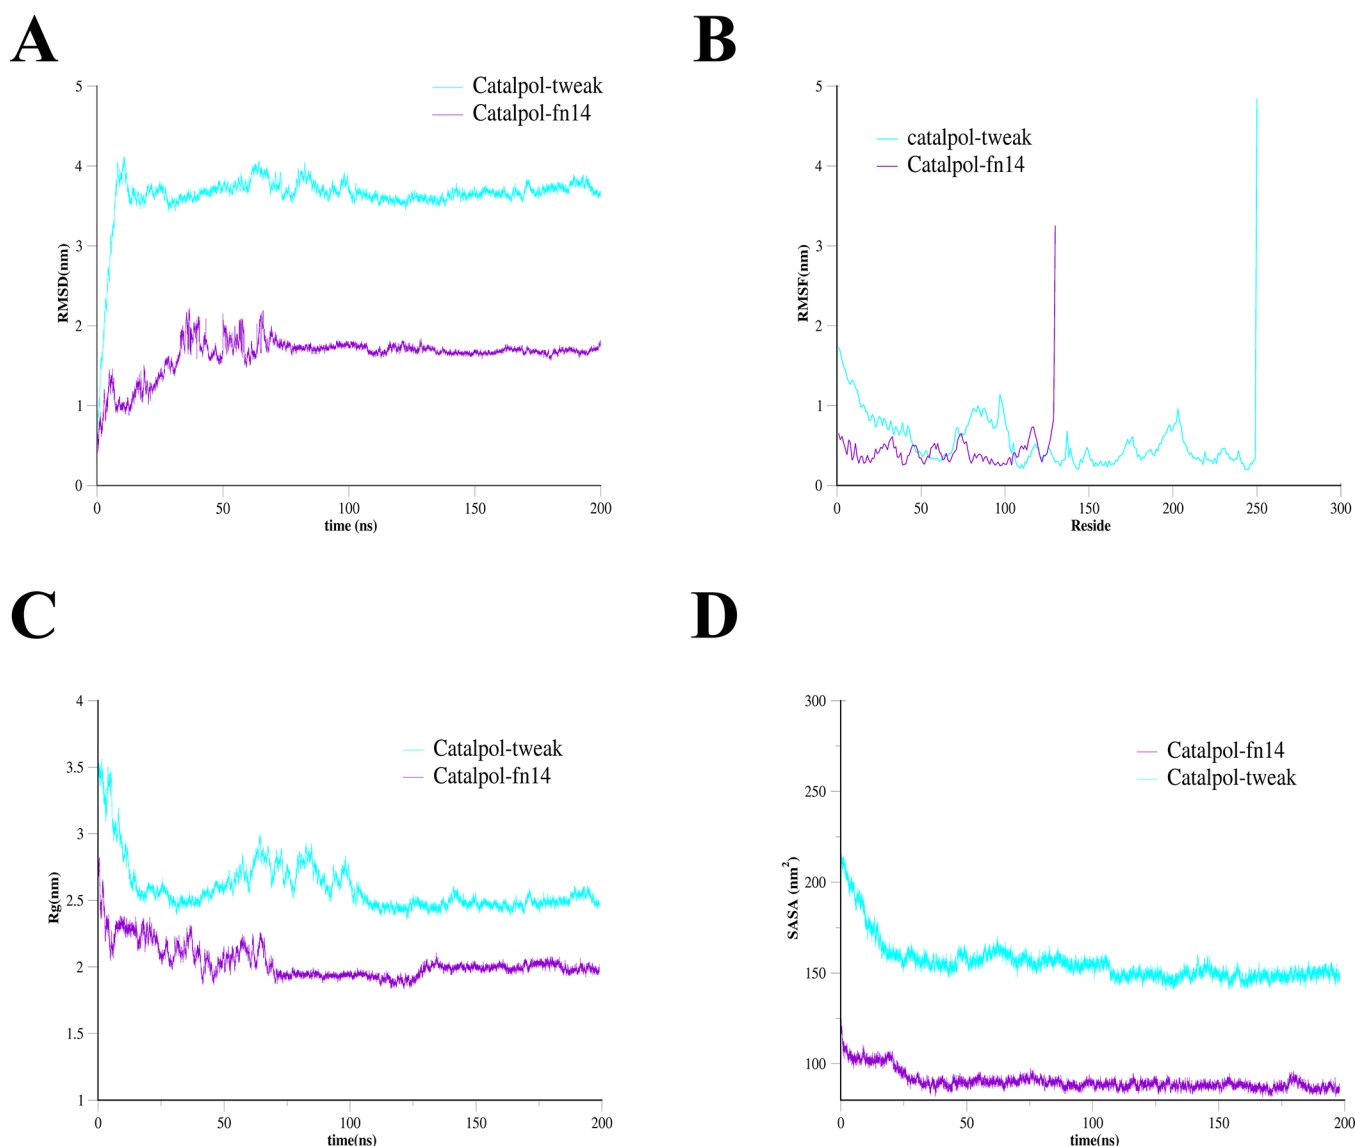 A
5
4
3
2
1
0
RMSD(nm)
0
50
100
150
200
time (ns)
Catalpol-tweak
Catalpol-fn14
B
5
4
3
2
1
0
RMSF(nm)
0
50
100
150
200
250
300
Reside
catalpol-tweak
Catalpol-fn14
C
4
3.5
3
2.5
2
1.5
1
Rg(nm)
0
50
100
150
200
time(ns)
Catalpol-tweak
Catalpol-fn14
D
300
250
200
150
100
SASA (nm²)
0
50
100
150
200
time(ns)
Catalpol-fn14
Catalpol-tweak